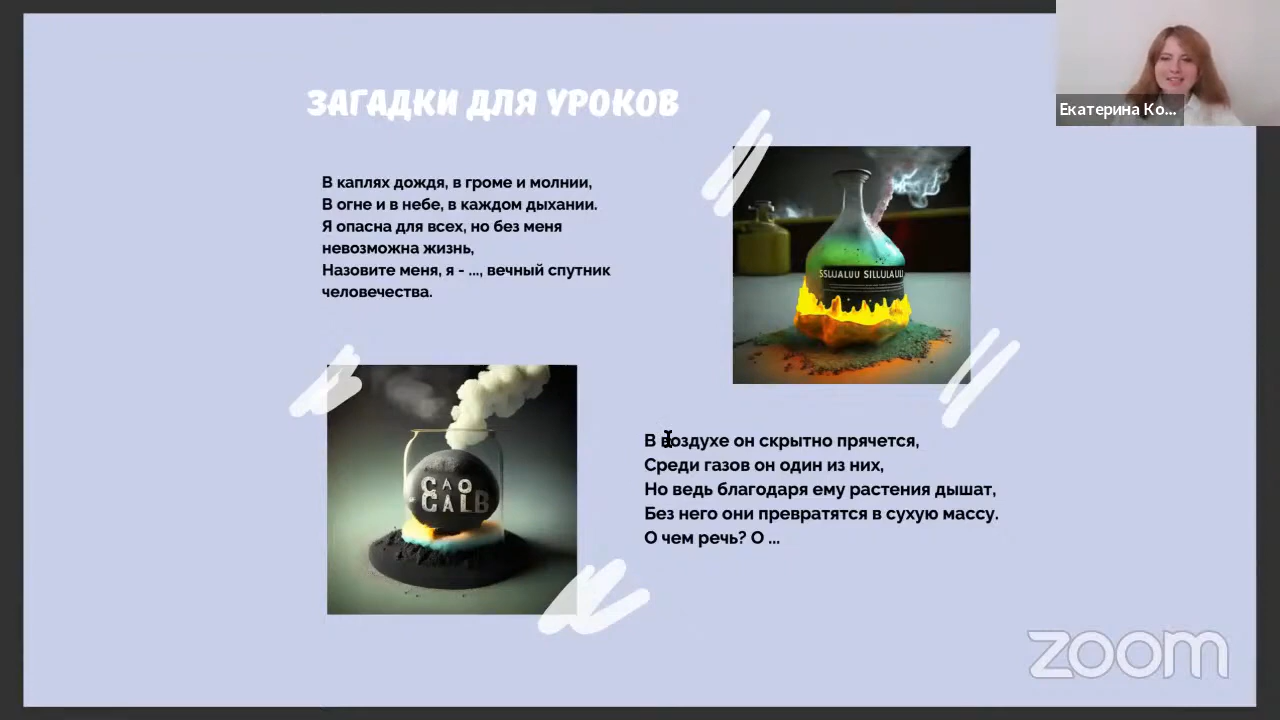 Екатерина Ко...
ЗАГАДКИ ДЛЯ УРОКОВ
В каплях дождя, в громе и молнии,
В огне и в небе, в каждом дыхании.
Я опасна для всех, но без меня
невозможна жизнь,
Назовите меня, я - ..., вечный спутник
человечества.
В воздухе он скрытно прячется,
Среди газов он один из них,
Но ведь благодаря ему растения дышат,
Без него они превратятся в сухую массу.
О чем речь? О ...
zoom